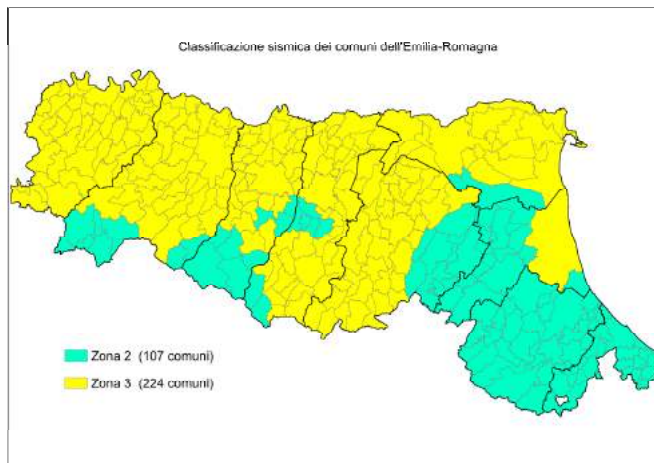 Classificazione sismica dei comuni dell'Emilia-Romagna
Zona 2 (107 comuni)
Zona 3 (224 comuni)